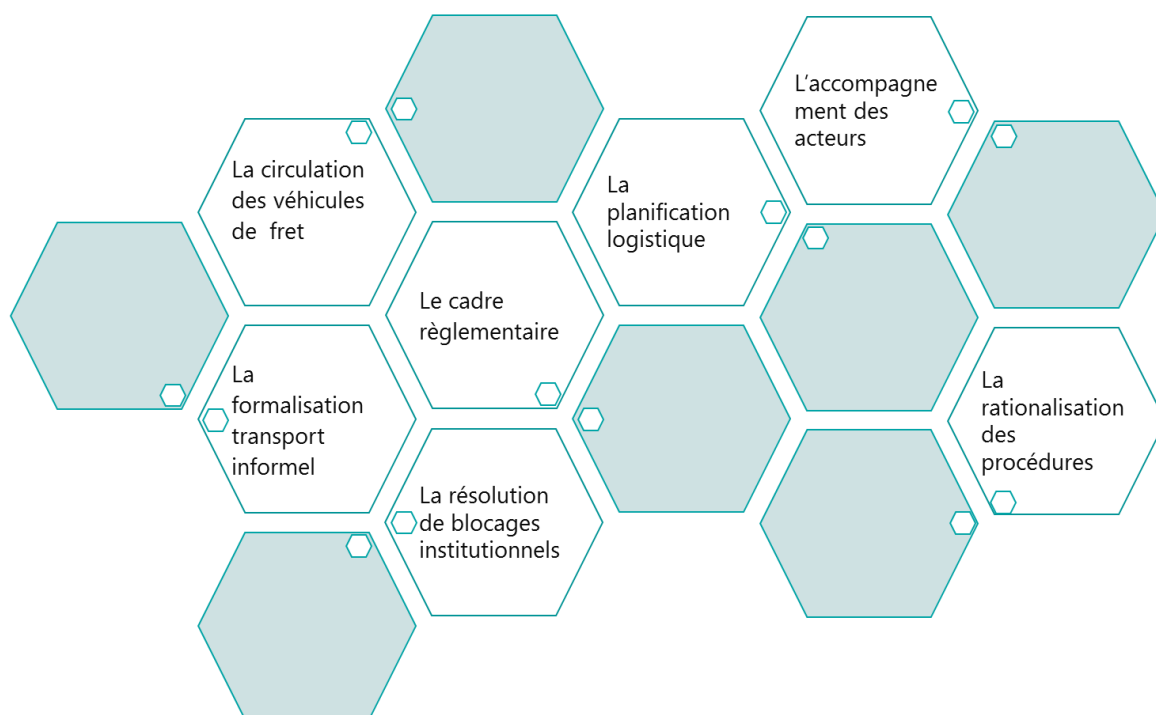 La circulation
des véhicules
de  fret
La
formalisation
transport
informel
Le cadre
règlementaire
La résolution
de blocages
institutionnels
La
planification
logistique
L’accompagne
ment des
acteurs
La
rationalisation
des
procédures